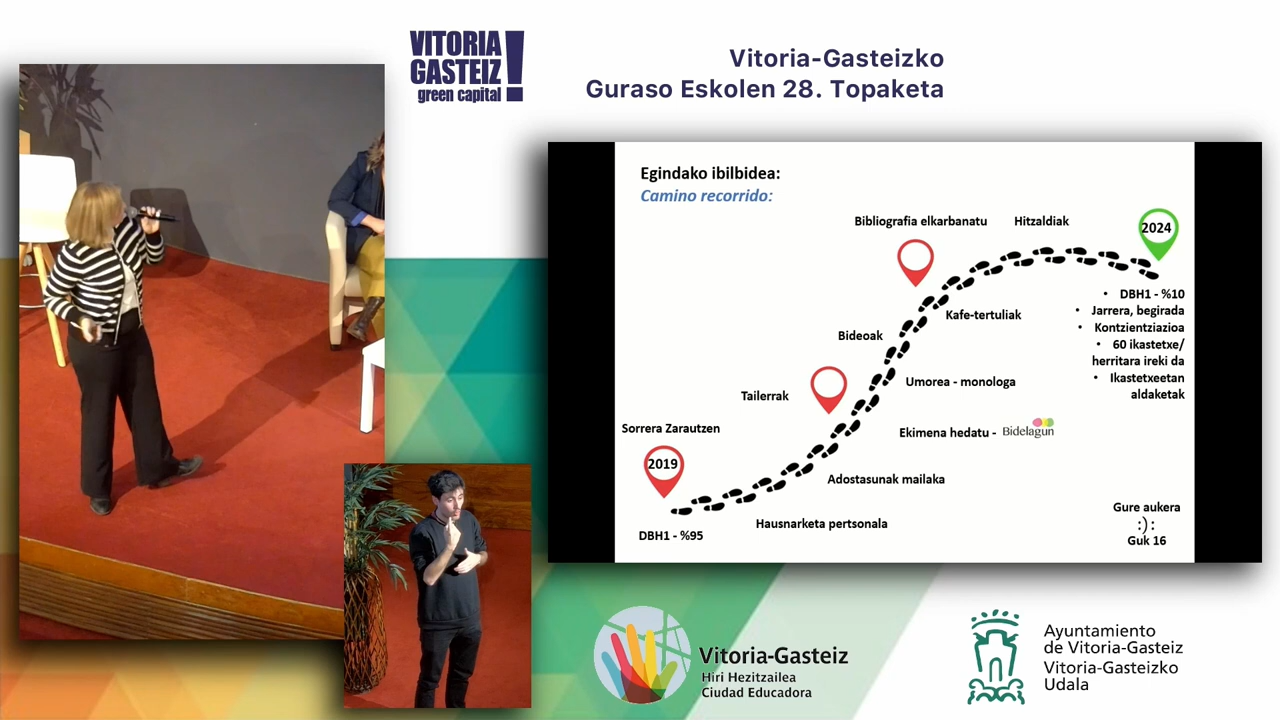 VITORIA
GASTEIZ!
green capital
Vitoria-Gasteizko
Guraso Eskolen 28. Topaketa
Egindako ibilbidea:
Camino recorrido:
Bibliografia elkarbanatu
Hitzaldiak
2024
Kafe-tertuliak
Bideoak
Umorea - monologa
Tailerrak
Ekimena hedatu - Bidelagun
Sorrera Zarautzen
2019
Adostasunak mailaka
Hausnarketa pertsonala
DBH1 - %95
• DBH1 - %10
• Jarrera, begirada
• Kontzientziazioa
• 60 ikastetxe/
herritara ireki da
• Ikastetxeetan
aldaketak
Gure aukera
:) :
Guk 16
Vitoria-Gasteiz
Hiri Hezitzailea
Ciudad Educadora
Ayuntamiento
de Vitoria-Gasteiz
Vitoria-Gasteizko
Udala